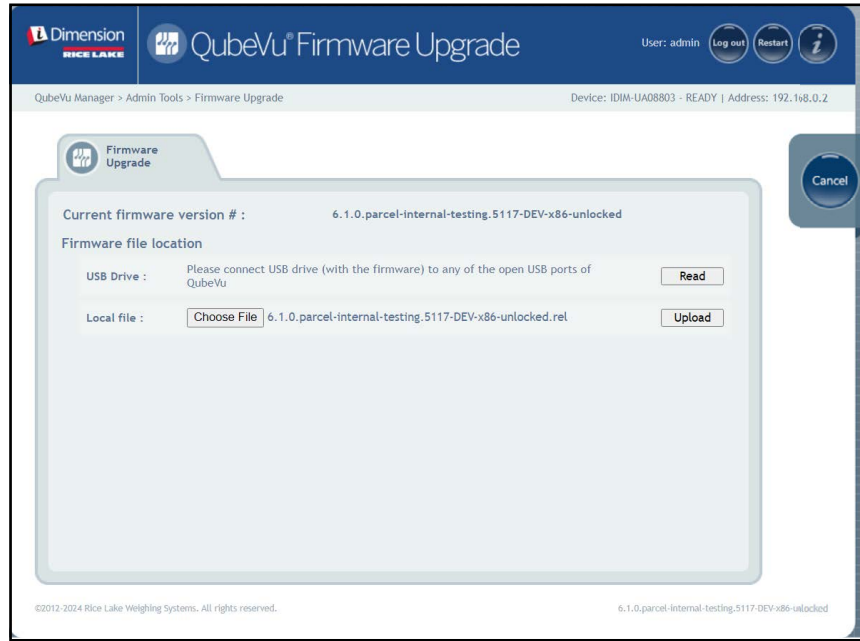 iDimension
RICE LAKE
QubeVu® Firmware Upgrade
User: admin
Log out
Restart
i
QubeVu Manager > Admin Tools > Firmware Upgrade
Device: IDIM-UA08803 - READY | Address: 192.168.0.2
Firmware
Upgrade
Cancel
Current firmware version # : 6.1.0.parcel-internal-testing.5117-DEV-x86-unlocked
Firmware file location
USB Drive : Please connect USB drive (with the firmware) to any of the open USB ports of
QubeVu
Read
Local file : Choose File 6.1.0.parcel-internal-testing.5117-DEV-x86-unlocked.rel Upload
©2012-2024 Rice Lake Weighing Systems. All rights reserved.
6.1.0.parcel-internal-testing.5117-DEV-x86-unlocked